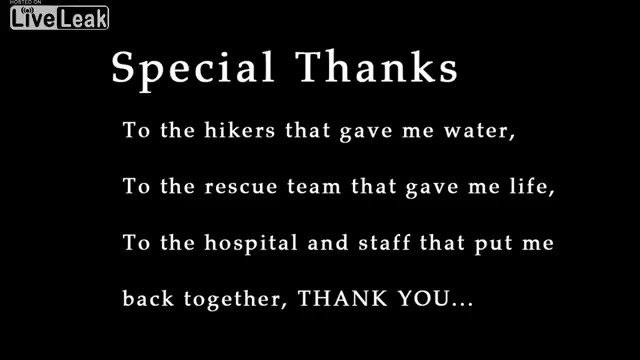 HOSTED ON
LiveLeak
Special Thanks
To the hikers that gave me water,
To the rescue team that gave me life,
To the hospital and staff that put me
back together, THANK YOU...